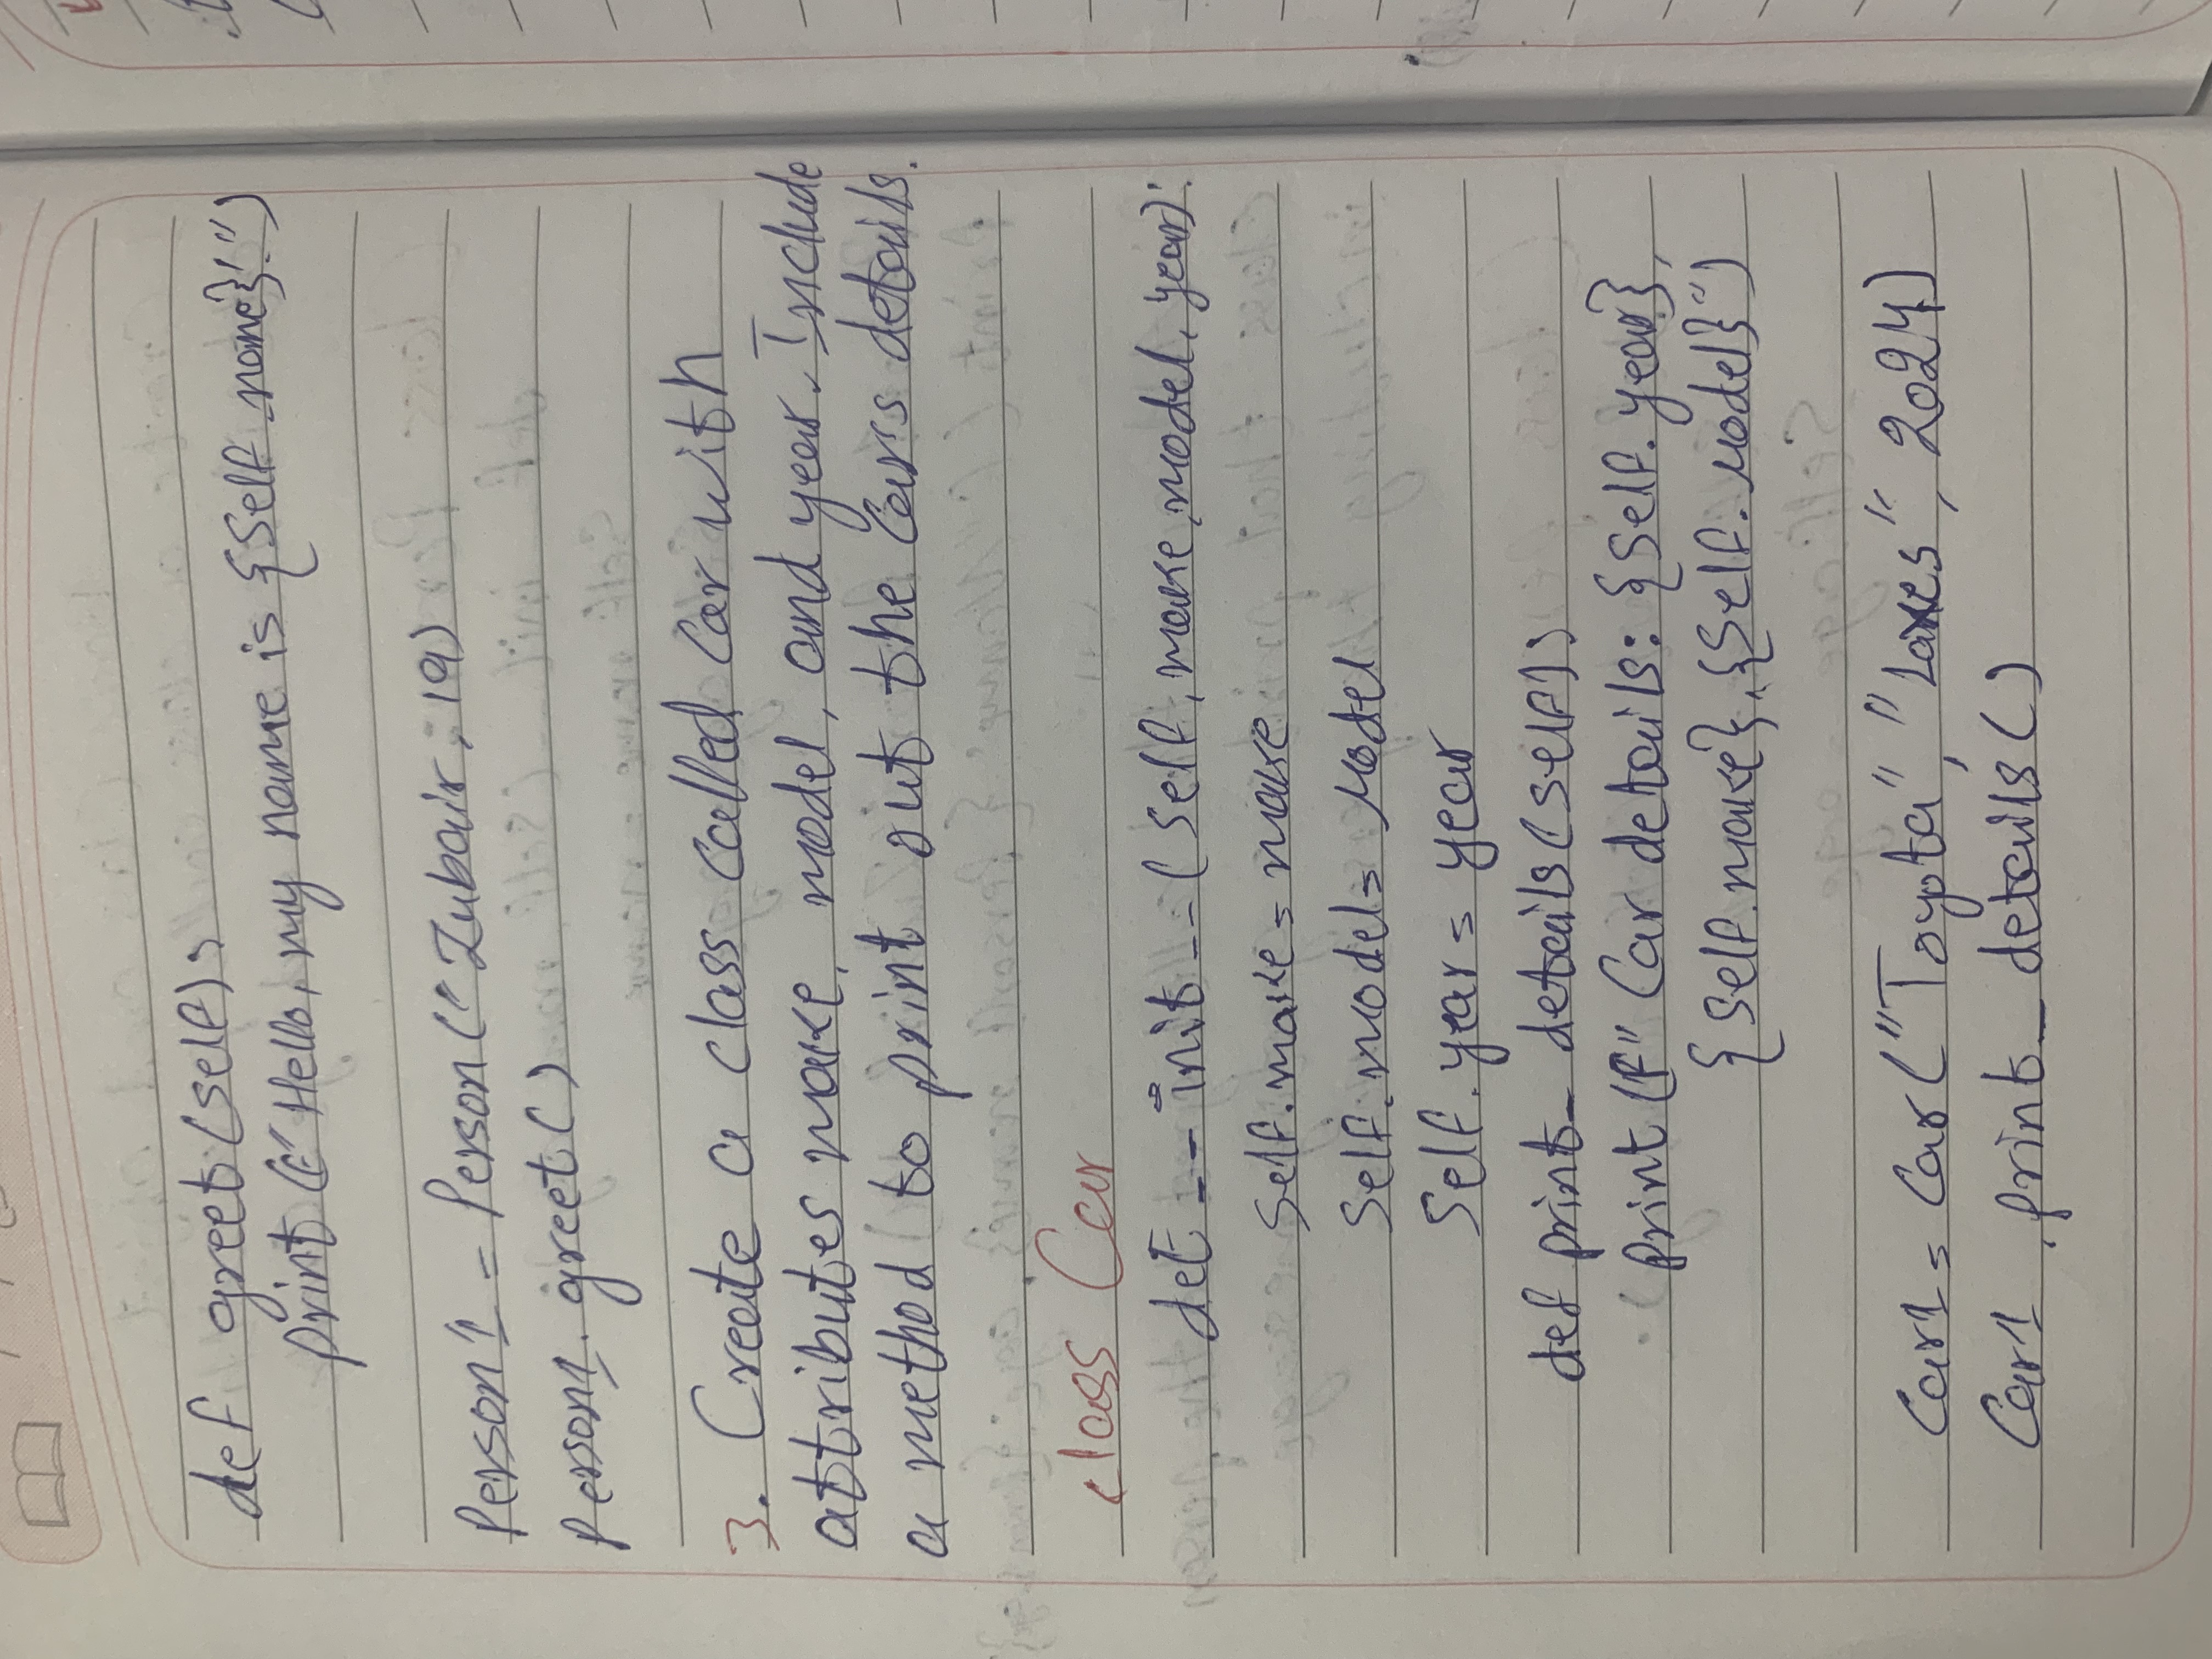 def greet(self):
print(f"Hello, my name is {Self.name}!")
Person1 = Person("Zubair, 19)
Person1.greet()
3. Create a class called Car with
attributes make, model, and year. Include
a method to print out the Car's details.
class Car
def __init__(Self, make, model, year):
Self.make = make
Self.model = Model
Self.year = year
def print_details(self):
print(f"Car details: {Self.year},
{Self.make}, {Self.Model}")
Car1 = Car("Toyota", "Laxes", 2024)
Car1.print_details()